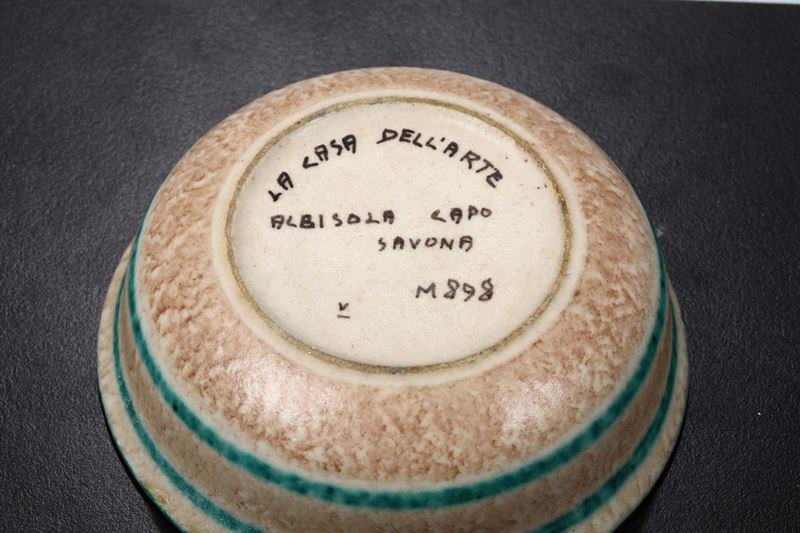 LA CASA DELL'ARTE
ALBISOLA CAPO
SAVONA
M898
V